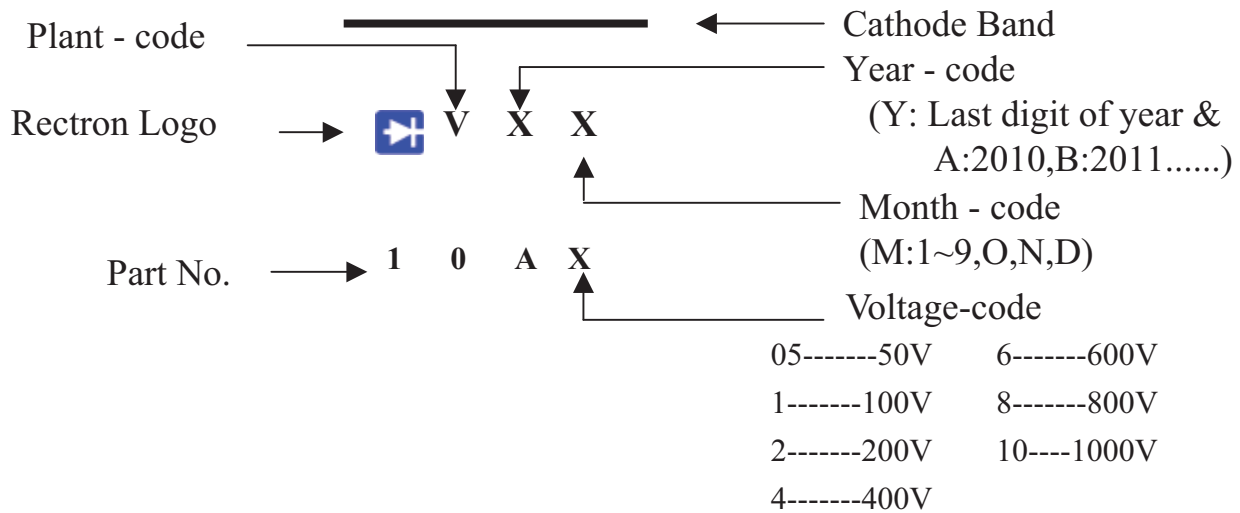 Cathode Band
Plant - code
Year - code
(Y: Last digit of year &
A:2010,B:2011......)
Rectron Logo
V X X
Month - code
(M:1~9,O,N,D)
Part No.
1 0 A X
Voltage-code
05-------50V 6-------600V
1-------100V 8-------800V
2-------200V 10----1000V
4-------400V